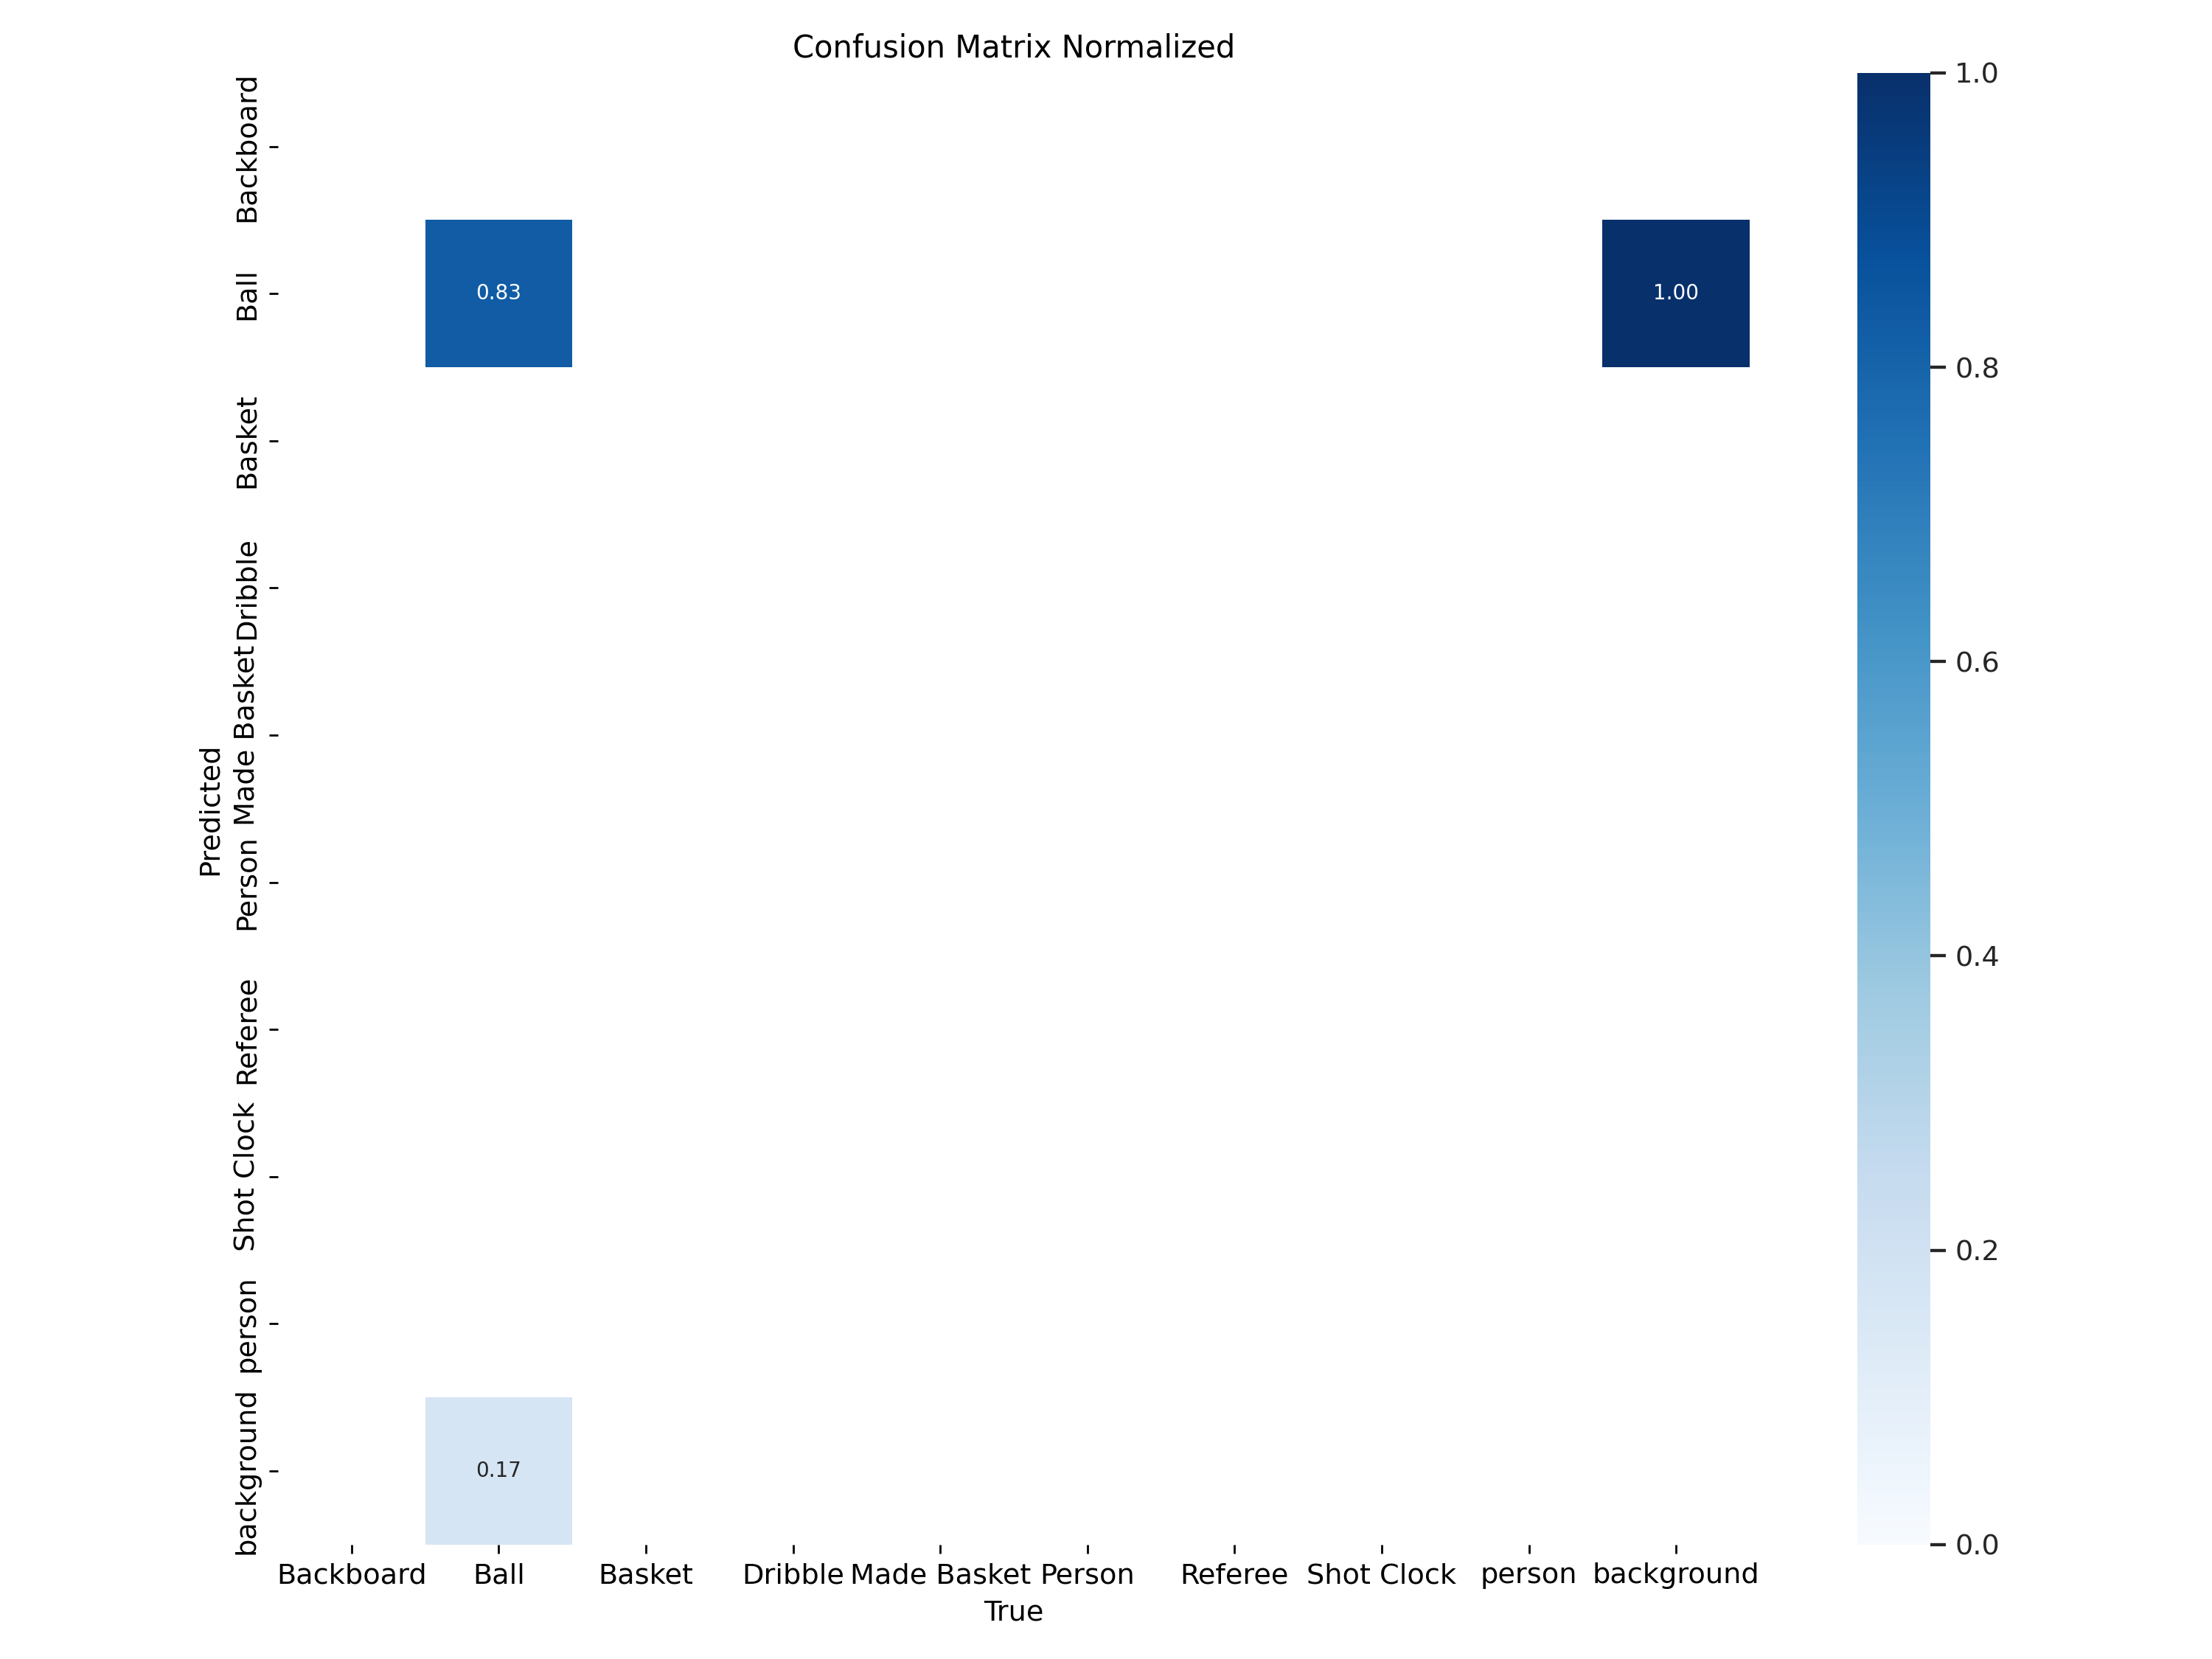 Confusion Matrix Normalized
Predicted
Backboard
Ball
Basket
Dribble
Made Basket
Person
Referee
Shot Clock
person
background
0.83
1.00
0.17
Backboard Ball Basket Dribble Made Basket Person Referee Shot Clock person background
True
1.0
0.8
0.6
0.4
0.2
0.0